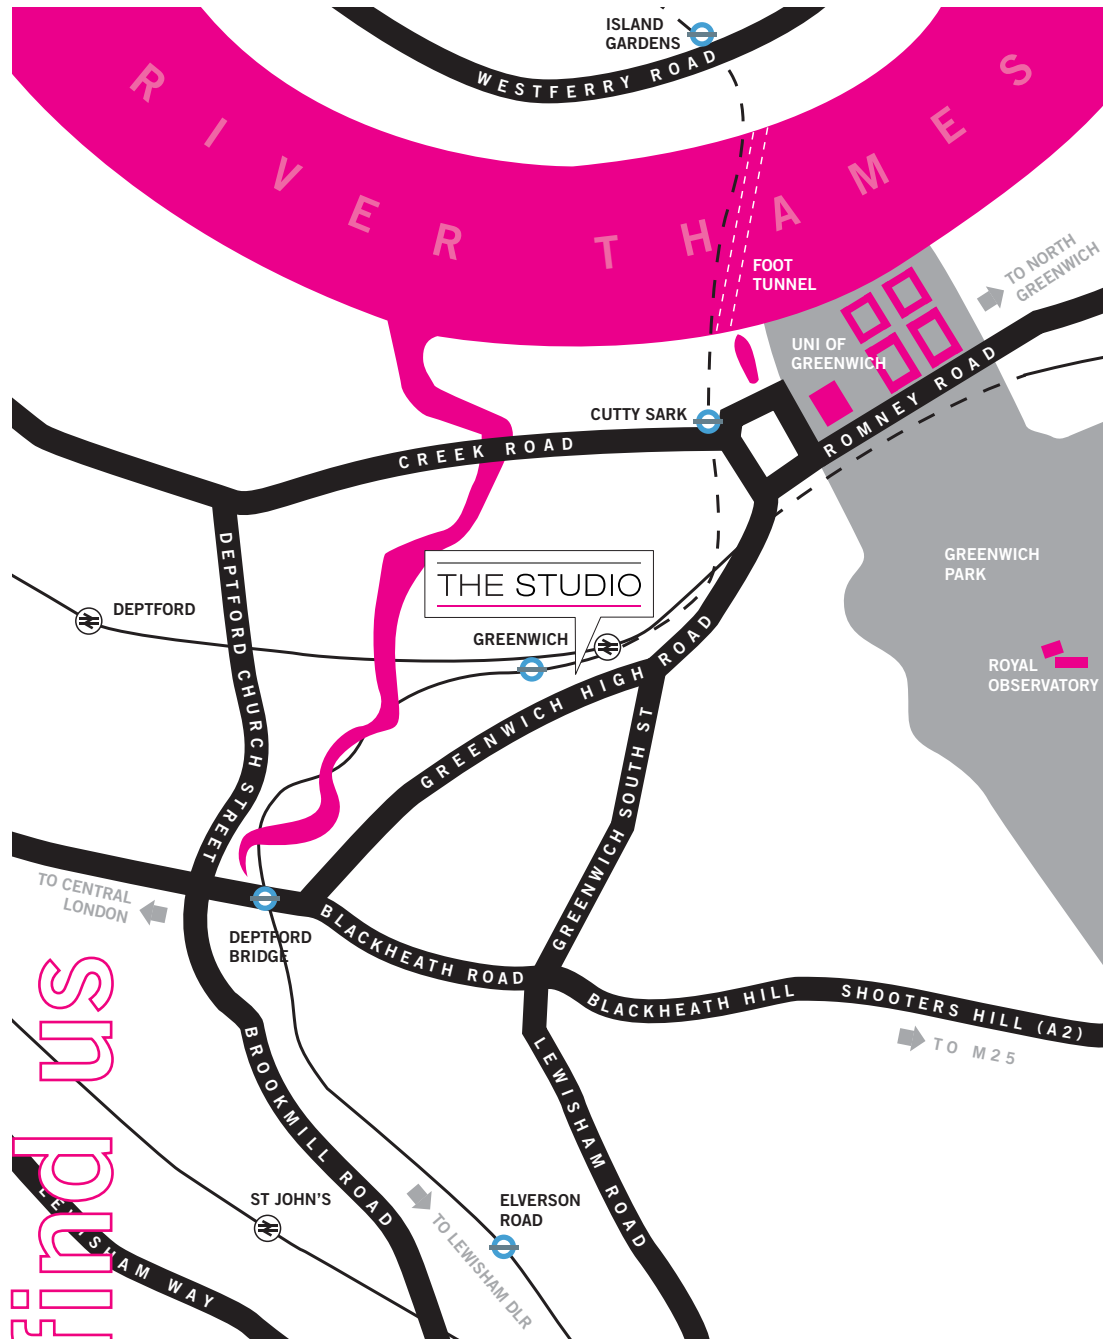 ISLAND
GARDENS
WESTFERRY ROAD
RIVER THAMES
FOOT
TUNNEL
TO NORTH
GREENWICH
UNI OF
GREENWICH
CUTTY SARK
ROMNEY ROAD
CREEK ROAD
DEPTFORD CHURCH STREET
THE STUDIO
GREENWICH
PARK
DEPTFORD
GREENWICH
ROYAL
OBSERVATORY
GREENWICH HIGH ROAD
GREENWICH SOUTH ST
TO CENTRAL
LONDON
DEPTFORD
BRIDGE
BLACKHEATH ROAD
BLACKHEATH HILL
SHOOTERS HILL (A2)
TO M25
find us
BROOKMILL ROAD
LEWISHAM ROAD
ST JOHN'S
ELVERSON
ROAD
TO LEWISHAM DLR
LEWISHAM WAY